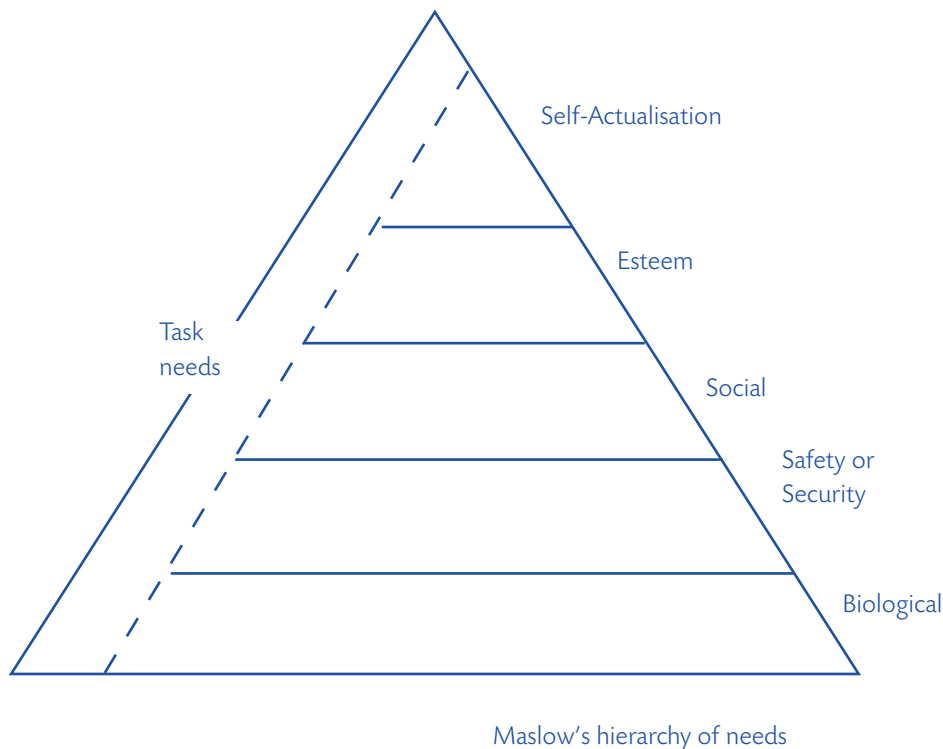 Self-Actualisation
Esteem
Task
needs
Social
Safety or
Security
Biological
Maslow’s hierarchy of needs